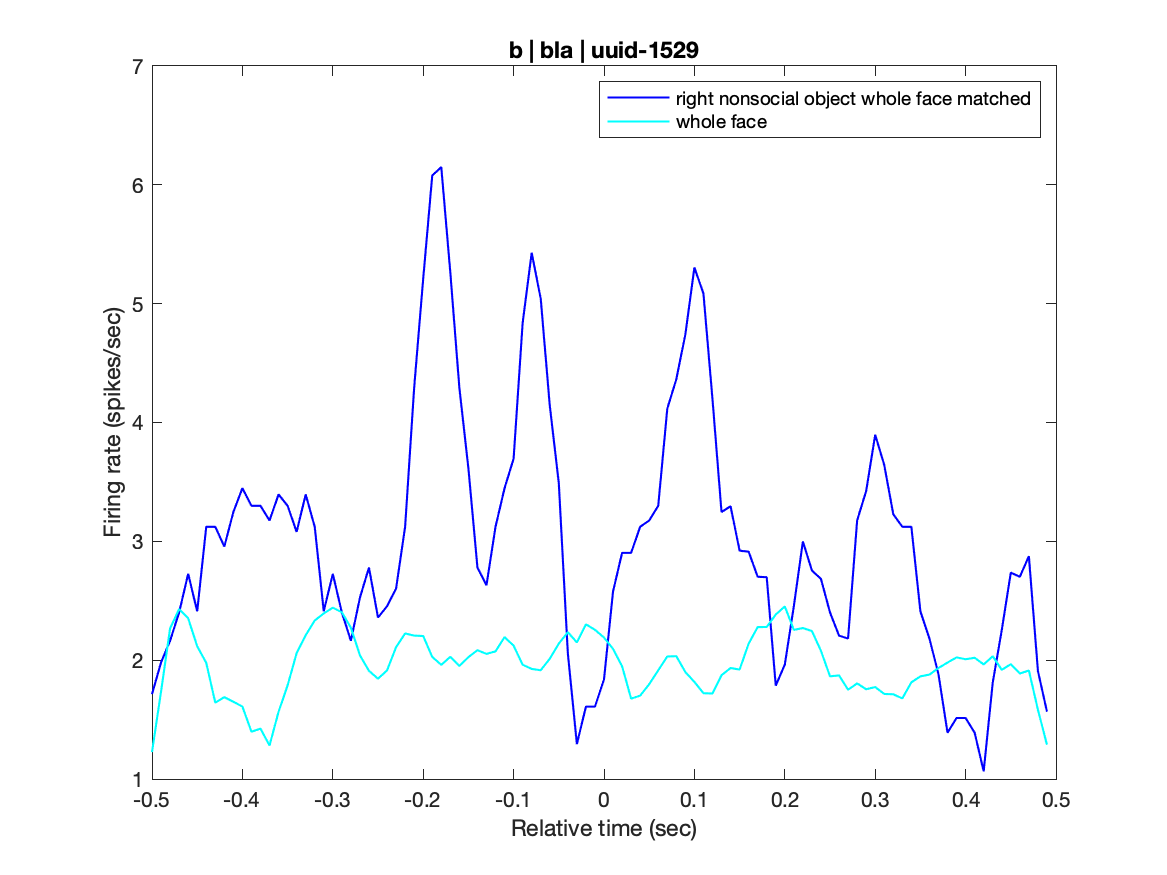 b | bla | uuid-1529
right nonsocial object whole face matched
whole face
Firing rate (spikes/sec)
7
6
5
4
3
2
1
-0.5 -0.4 -0.3 -0.2 -0.1 0 0.1 0.2 0.3 0.4 0.5
Relative time (sec)